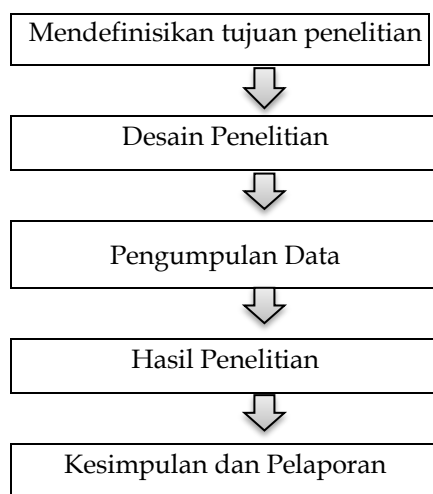 Mendefinisikan tujuan penelitian
Desain Penelitian
Pengumpulan Data
Hasil Penelitian
Kesimpulan dan Pelaporan